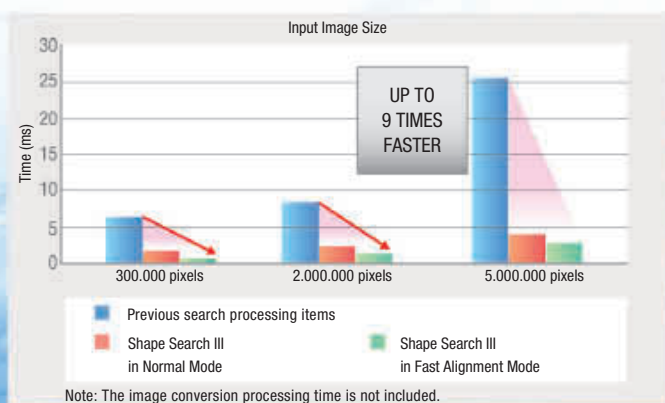 Input Image Size
30
25
20
15
10
5
0
Time (ms)
UP TO
9 TIMES
FASTER
300.000 pixels
2.000.000 pixels
5.000.000 pixels
Previous search processing items
Shape Search III
in Normal Mode
Shape Search III
in Fast Alignment Mode
Note: The image conversion processing time is not included.